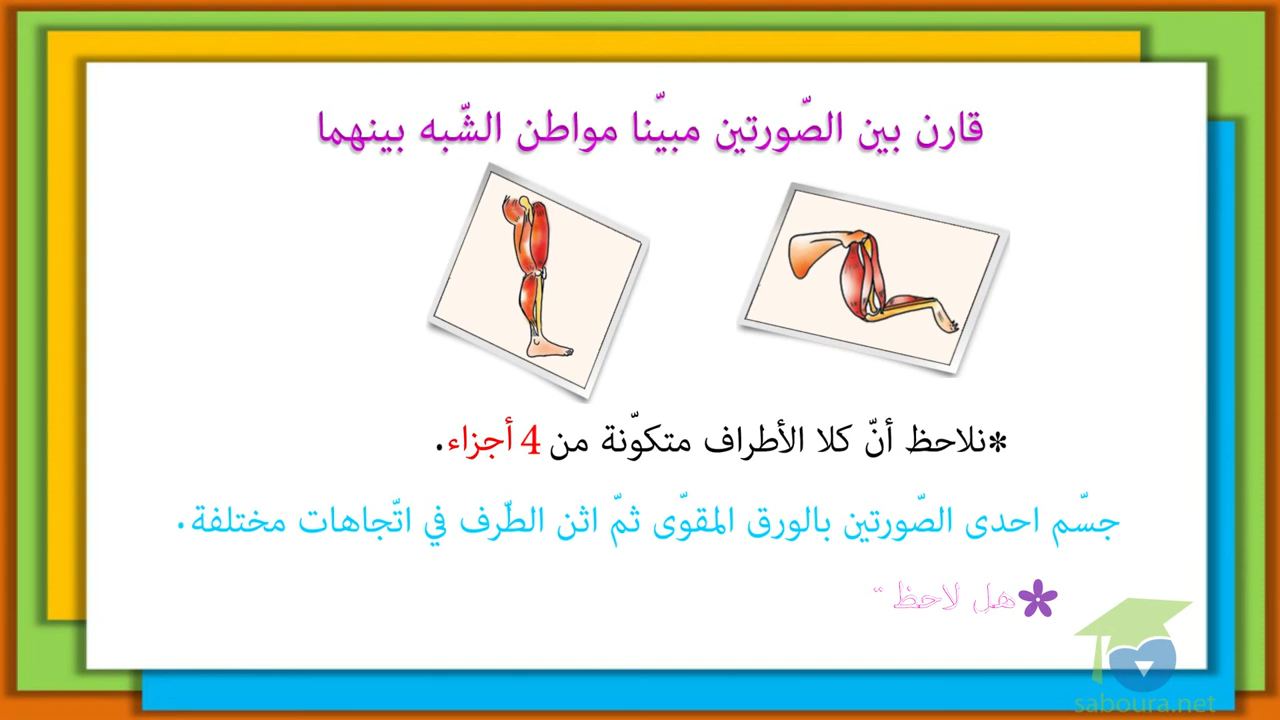 قارن بين الصّورتين مبيّنا مواطن الشّبه بينهما
*نلاحظ أنّ كلا الأطراف متكوّنة من 4 أجزاء.
جسّم احدى الصّورتين بالورق المقوّى ثمّ اثن الطّرف في اتّجاهات مختلفة.
هل لاحظ
saboura.net